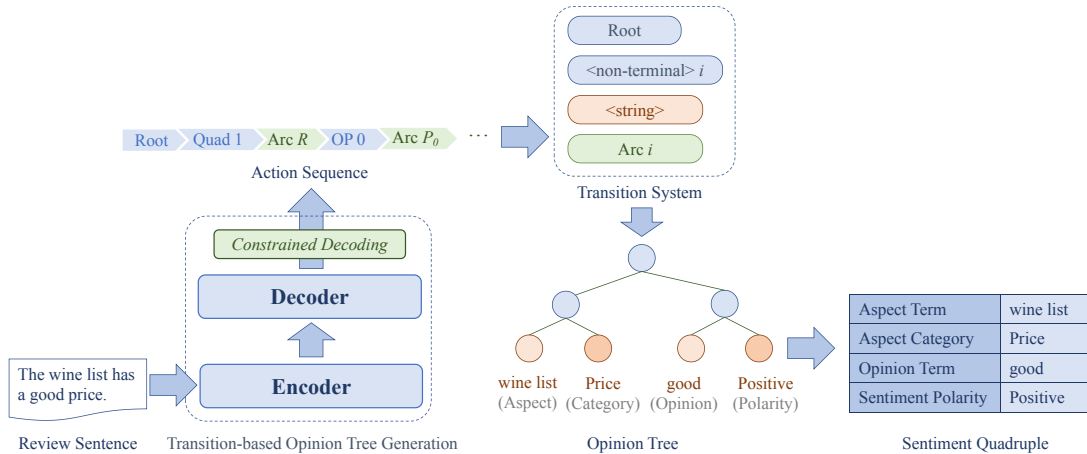 Root
<non-terminal> i
<string>
Arc i
Transition System
Root Quad 1 Arc R OP 0 Arc P₀ ...
Action Sequence
Constrained Decoding
Decoder
Encoder
The wine list has
a good price.
Review Sentence
Transition-based Opinion Tree Generation
wine list Price good Positive
(Aspect) (Category) (Opinion) (Polarity)
Opinion Tree
Aspect Term wine list
Aspect Category Price
Opinion Term good
Sentiment Polarity Positive
Sentiment Quadruple